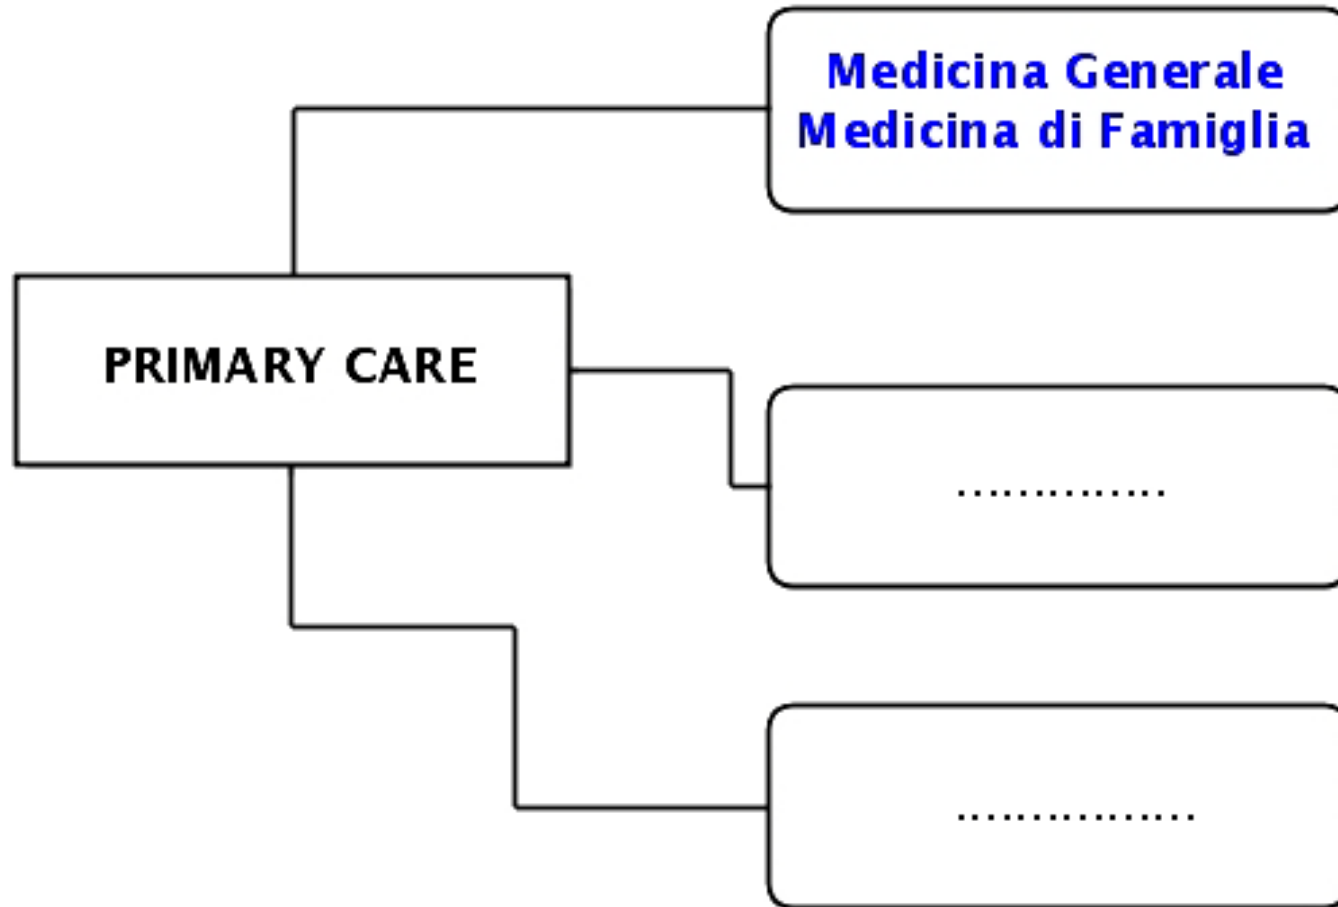 Medicina Generale
Medicina di Famiglia
PRIMARY CARE
..............
................